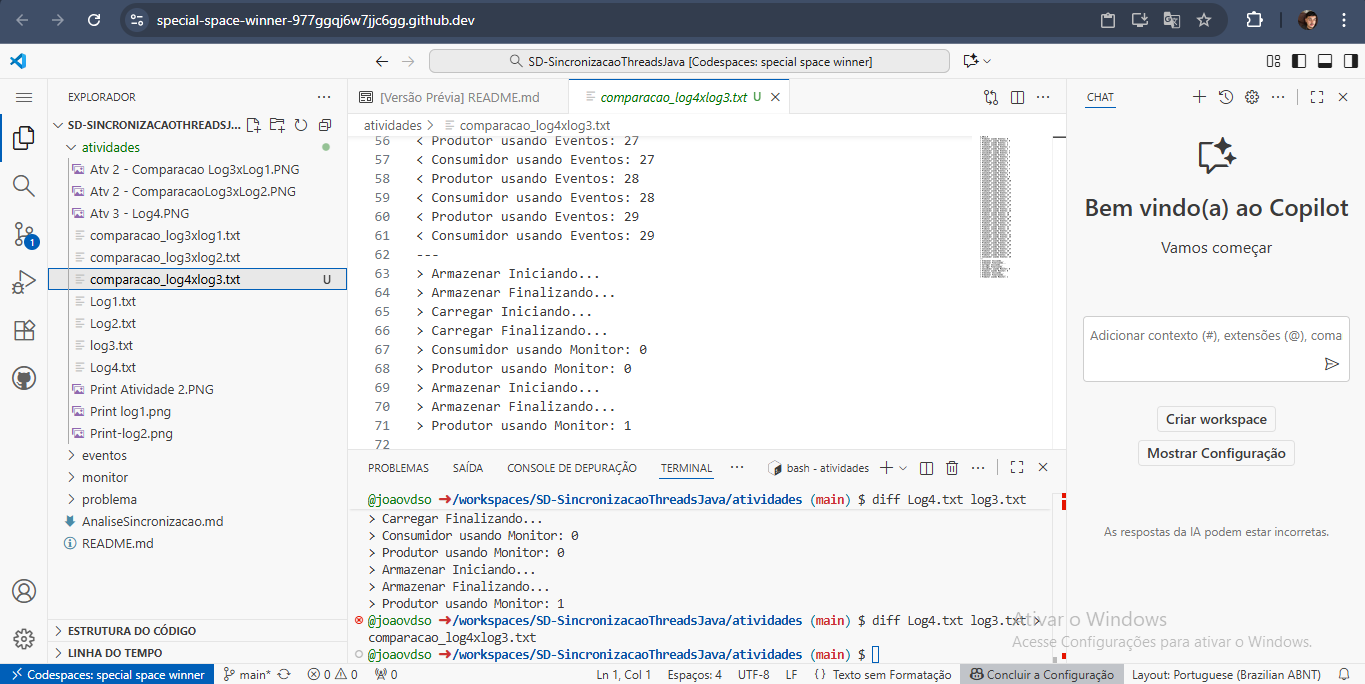 special-space-winner-977ggqj6w7jjc6gg.github.dev
SD-SincronizacaoThreadsJava [Codespaces: special space winner]
EXPLORADOR
SD-SINCRONIZACAOTHREADSJ...
atividades
Atv 2 - Comparacao Log3xLog1.PNG
Atv 2 - ComparacaoLog3xLog2.PNG
Atv 3 - Log4.PNG
comparacao_log3xlog1.txt
comparacao_log3xlog2.txt
comparacao_log4xlog3.txt U
Log1.txt
Log2.txt
log3.txt
Log4.txt
Print Atividade 2.PNG
Print log1.png
Print-log2.png
eventos
monitor
problema
AnaliseSincronizacao.md
README.md
ESTRUTURA DO CÓDIGO
LINHA DO TEMPO
1
[Versão Prévia] README.md
comparacao_log4xlog3.txt U
atividades > comparacao_log4xlog3.txt
56 < Produtor usando Eventos: 27
57 < Consumidor usando Eventos: 27
58 < Produtor usando Eventos: 28
59 < Consumidor usando Eventos: 28
60 < Produtor usando Eventos: 29
61 < Consumidor usando Eventos: 29
62 ---
63 > Armazenar Iniciando...
64 > Armazenar Finalizando...
65 > Carregar Iniciando...
66 > Carregar Finalizando...
67 > Consumidor usando Monitor: 0
68 > Produtor usando Monitor: 0
69 > Armazenar Iniciando...
70 > Armazenar Finalizando...
71 > Produtor usando Monitor: 1
72
PROBLEMAS SAÍDA CONSOLE DE DEPURAÇÃO TERMINAL ··· bash - atividades
@joaovdso ➜/workspaces/SD-SincronizacaoThreadsJava/atividades (main) $ diff Log4.txt log3.txt
> Carregar Finalizando...
> Consumidor usando Monitor: 0
> Produtor usando Monitor: 0
> Armazenar Iniciando...
> Armazenar Finalizando...
> Produtor usando Monitor: 1
@joaovdso ➜/workspaces/SD-SincronizacaoThreadsJava/atividades (main) $ diff Log4.txt log3.txt >
comparacao_log4xlog3.txt
@joaovdso ➜/workspaces/SD-SincronizacaoThreadsJava/atividades (main) $
CHAT
Bem vindo(a) ao Copilot
Vamos começar
Adicionar contexto (#), extensões (@), coma
Criar workspace
Mostrar Configuração
As respostas da IA podem estar incorretas.
Ativar o Windows
Acesse Configurações para ativar o Windows.
Codespaces: special space winner main* 0 0 0 Ln 1, Col 1 Espaços: 4 UTF-8 LF {} Texto sem Formatação Concluir a Configuração Layout: Portuguese (Brazilian ABNT)